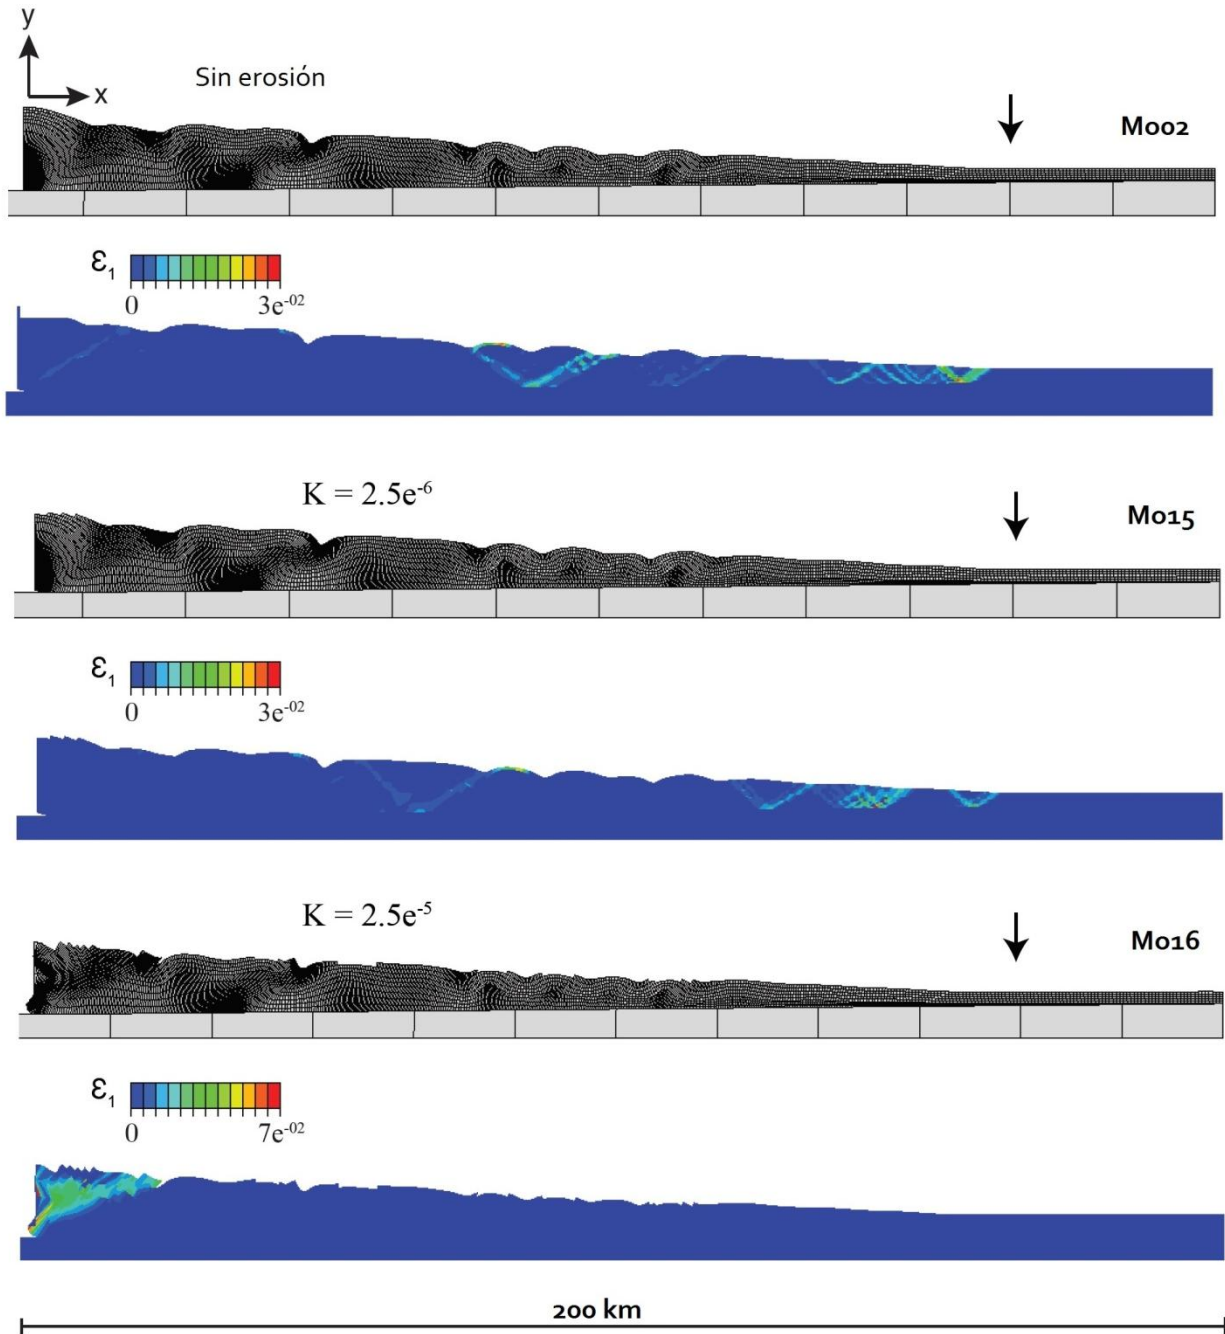 y
x
Sin erosión
M002
ε₁
0
3e⁻⁰²
K = 2.5e⁻⁶
M015
ε₁
0
3e⁻⁰²
K = 2.5e⁻⁵
M016
ε₁
0
7e⁻⁰²
200 km